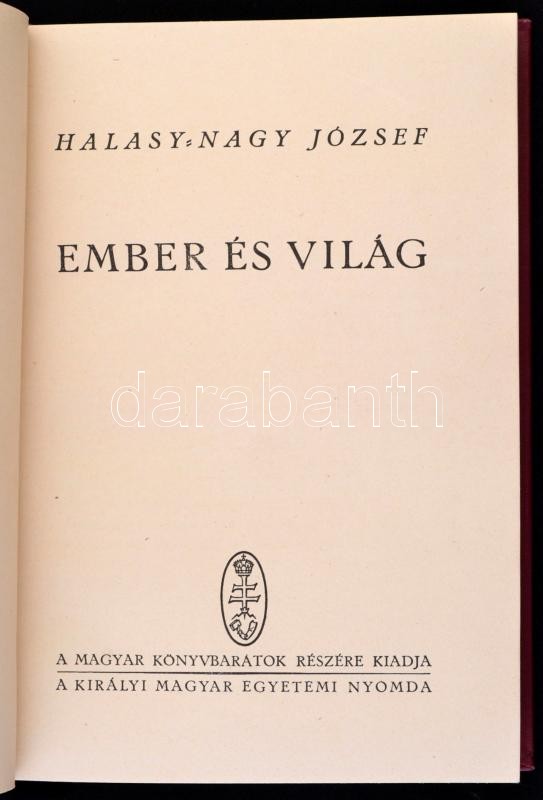 HALASY-NAGY JÓZSEF
EMBER ÉS VILÁG
darabanth
A MAGYAR KÖNYVBARÁTOK RÉSZÉRE KIADJA
A KIRÁLYI MAGYAR EGYETEMI NYOMDA